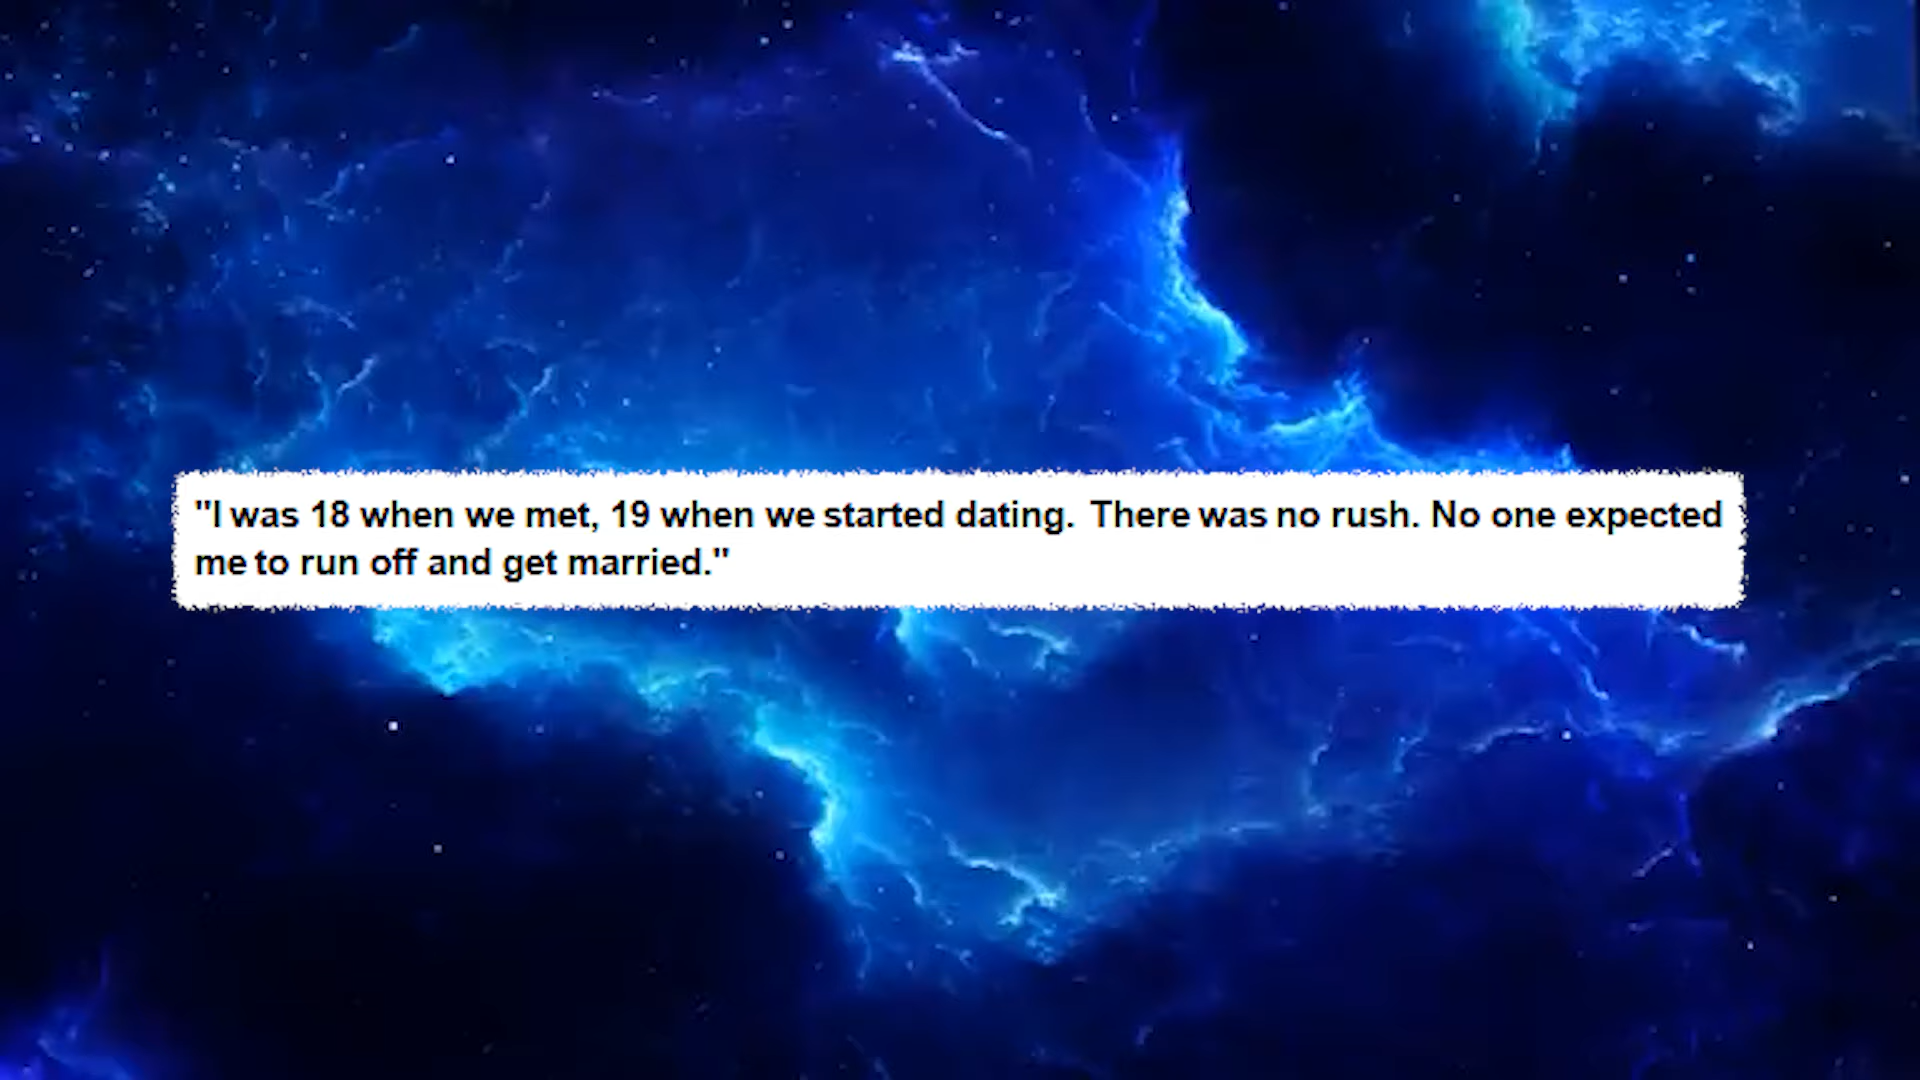 "I was 18 when we met, 19 when we started dating.  There was no rush. No one expected
me to run off and get married."